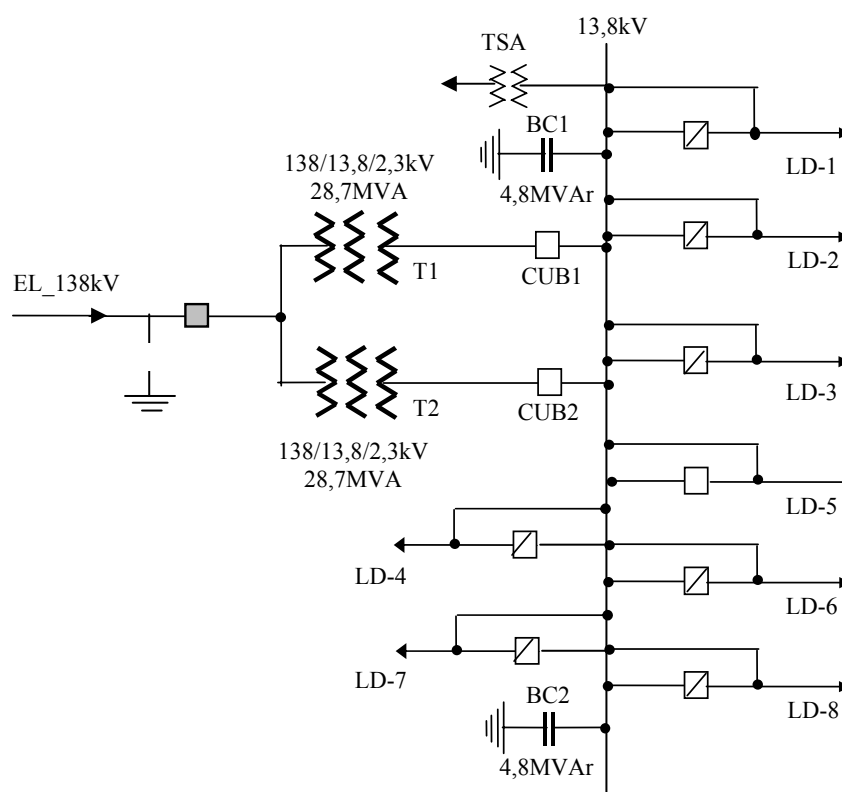 13,8kV
TSA
BC1
4,8MVAr
LD-1
138/13,8/2,3kV
28,7MVA
T1
CUB1
LD-2
EL_138kV
LD-3
T2
CUB2
138/13,8/2,3kV
28,7MVA
LD-5
LD-4
LD-6
LD-7
BC2
4,8MVAr
LD-8